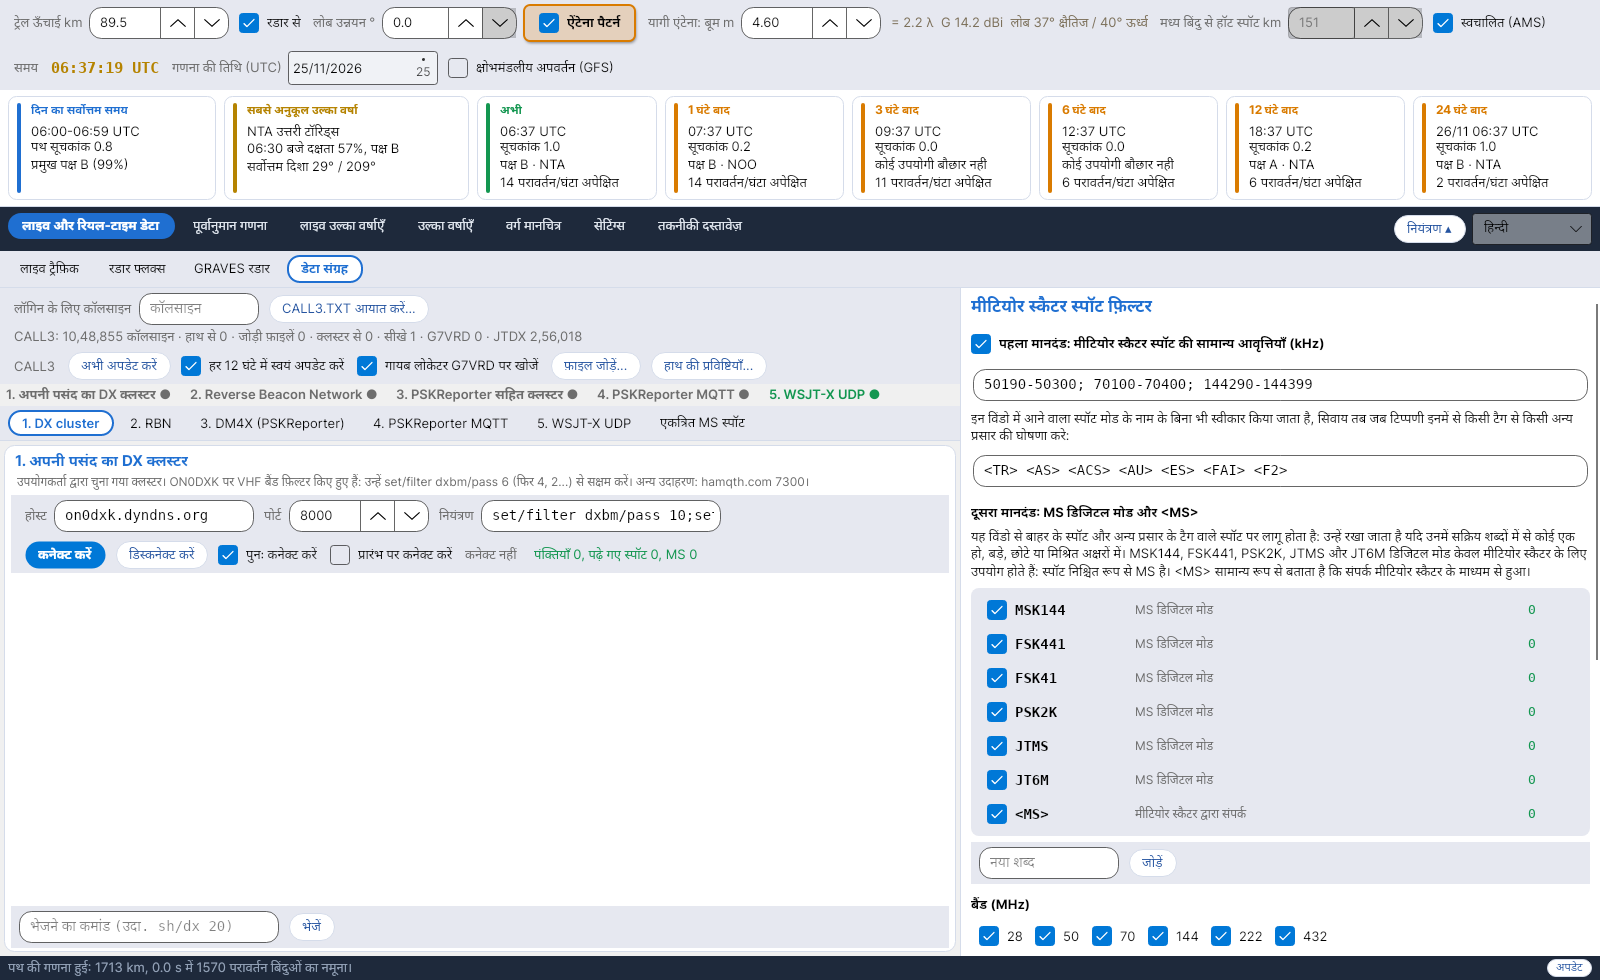 ट्रेल ऊँचाई km 89.5 रडार से लोब उन्नयन ° 0.0 ऐंटेना पैटर्न यागी एंटेना: बूम m 4.60 = 2.2 λ G 14.2 dBi लोब 37° क्षैतिज / 40° ऊर्ध्व मध्य बिंदु से हॉट स्पॉट km 151 स्वचालित (AMS)
समय 06:37:19 UTC गणना की तिथि (UTC) 25/11/2026 25 क्षोभमंडलीय अपवर्तन (GFS)
दिन का सर्वोत्तम समय
06:00-06:59 UTC
पथ सूचकांक 0.8
प्रमुख पक्ष B (99%)
सबसे अनुकूल उल्का वर्षा
NTA उत्तरी टॉरिड्स
06:30 बजे दक्षता 57%, पक्ष B
सर्वोत्तम दिशा 29° / 209°
अभी
06:37 UTC
सूचकांक 1.0
पक्ष B · NTA
14 परावर्तन/घंटा अपेक्षित
1 घंटे बाद
07:37 UTC
सूचकांक 0.2
पक्ष B · NOO
14 परावर्तन/घंटा अपेक्षित
3 घंटे बाद
09:37 UTC
सूचकांक 0.0
कोई उपयोगी बौछार नहीं
11 परावर्तन/घंटा अपेक्षित
6 घंटे बाद
12:37 UTC
सूचकांक 0.0
कोई उपयोगी बौछार नहीं
6 परावर्तन/घंटा अपेक्षित
12 घंटे बाद
18:37 UTC
सूचकांक 0.2
पक्ष A · NTA
6 परावर्तन/घंटा अपेक्षित
24 घंटे बाद
26/11 06:37 UTC
सूचकांक 1.0
पक्ष B · NTA
2 परावर्तन/घंटा अपेक्षित
लाइव और रियल-टाइम डेटा पूर्वानुमान गणना लाइव उल्का वर्षाएँ उल्का वर्षाएँ वर्ग मानचित्र सेटिंग्स तकनीकी दस्तावेज़ नियंत्रण ▴ हिन्दी
लाइव ट्रैफ़िक रडार फ्लक्स GRAVES रडार डेटा संग्रह
लॉगिन के लिए कॉलसाइन कॉलसाइन CALL3.TXT आयात करें...
CALL3: 10,48,855 कॉलसाइन · हाथ से 0 · जोड़ी फ़ाइलें 0 · क्लस्टर से 0 · सीखे 1 · G7VRD 0 · JTDX 2,56,018
CALL3 अभी अपडेट करें हर 12 घंटे में स्वयं अपडेट करें गायब लोकेटर G7VRD पर खोजें फ़ाइल जोड़ें... हाथ की प्रविष्टियाँ...
1. अपनी पसंद का DX क्लस्टर ● 2. Reverse Beacon Network ● 3. PSKReporter सहित क्लस्टर ● 4. PSKReporter MQTT ● 5. WSJT-X UDP ●
1. DX cluster 2. RBN 3. DM4X (PSKReporter) 4. PSKReporter MQTT 5. WSJT-X UDP एकत्रित MS स्पॉट
1. अपनी पसंद का DX क्लस्टर
उपयोगकर्ता द्वारा चुना गया क्लस्टर। ON0DXK पर VHF बैंड फ़िल्टर किए हुए हैं: उन्हें set/filter dxbm/pass 6 (फिर 4, 2...) से सक्षम करें। अन्य उदाहरण: hamqth.com 7300।
होस्ट on0dxk.dyndns.org पोर्ट 8000 नियंत्रण set/filter dxbm/pass 10;se
कनेक्ट करें डिस्कनेक्ट करें पुनः कनेक्ट करें प्रारंभ पर कनेक्ट करें कनेक्ट नहीं पंक्तियाँ 0, पढ़े गए स्पॉट 0, MS 0
भेजने का कमांड (उदा. sh/dx 20) भेजें
मीटियोर स्कैटर स्पॉट फ़िल्टर
पहला मानदंड: मीटियोर स्कैटर स्पॉट की सामान्य आवृत्तियाँ (kHz)
50190-50300; 70100-70400; 144290-144399
इन विंडो में आने वाला स्पॉट मोड के नाम के बिना भी स्वीकार किया जाता है, सिवाय तब जब टिप्पणी इनमें से किसी टैग से किसी अन्य
प्रसार की घोषणा करे:
<TR> <AS> <ACS> <AU> <ES> <FAI> <F2>
दूसरा मानदंड: MS डिजिटल मोड और <MS>
यह विंडो से बाहर के स्पॉट और अन्य प्रसार के टैग वाले स्पॉट पर लागू होता है: उन्हें रखा जाता है यदि उनमें सक्रिय शब्दों में से कोई एक
हो, बड़े, छोटे या मिश्रित अक्षरों में। MSK144, FSK441, PSK2K, JTMS और JT6M डिजिटल मोड केवल मीटियोर स्कैटर के लिए
उपयोग होते हैं: स्पॉट निश्चित रूप से MS है। <MS> सामान्य रूप से बताता है कि संपर्क मीटियोर स्कैटर के माध्यम से हुआ।
MSK144 MS डिजिटल मोड 0
FSK441 MS डिजिटल मोड 0
FSK41 MS डिजिटल मोड 0
PSK2K MS डिजिटल मोड 0
JTMS MS डिजिटल मोड 0
JT6M MS डिजिटल मोड 0
<MS> मीटियोर स्कैटर द्वारा संपर्क 0
नया शब्द जोड़ें
बैंड (MHz)
28 50 70 144 222 432
पथ की गणना हुई: 1713 km, 0.0 s में 1570 परावर्तन बिंदुओं का नमूना। अपडेट